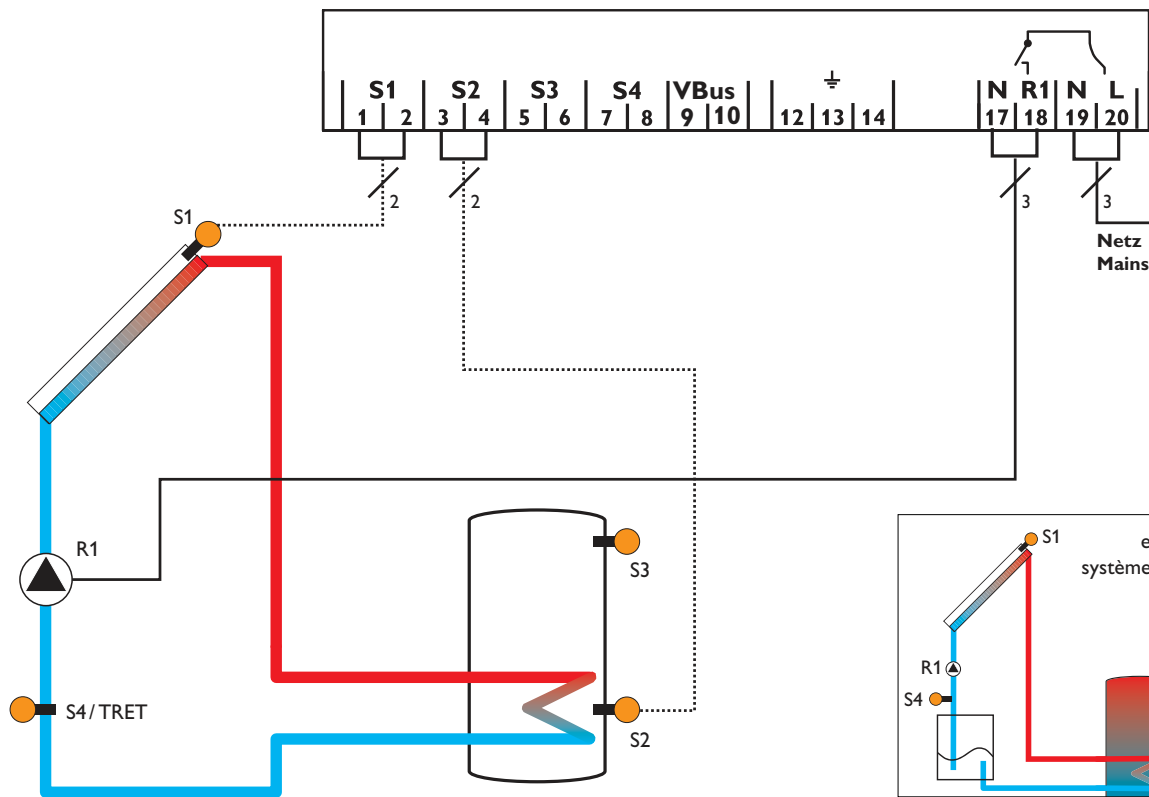 S1 S2 S3 S4 VBus ⏚ N R1 N L
1 2 3 4 5 6 7 8 9 10 12 13 14 17 18 19 20
2 2 3 3
Netz
Mains
S1
R1
S4/TRET
S3
S2
S1
e
système
R1
S4